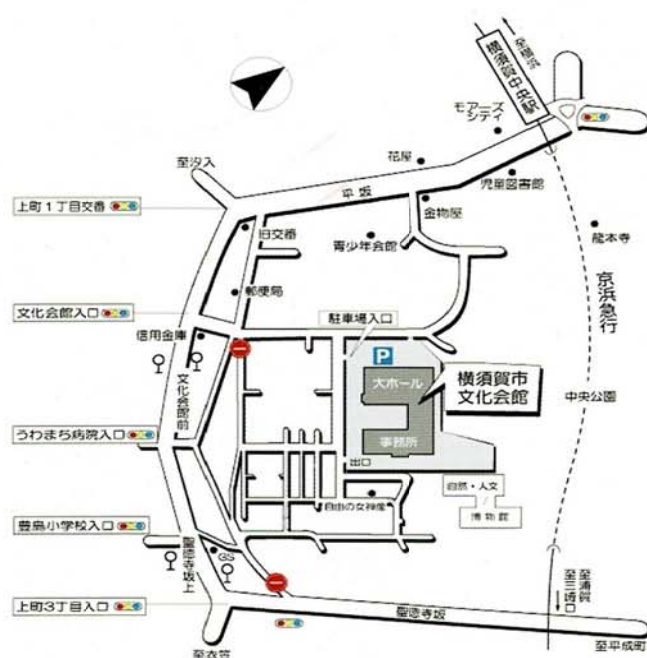 至横浜
横須賀中央駅
モアーズ
シティ
花屋
至汐入
平坂
児童図書館
上町1丁目交番
金物屋
旧交番
青少年会館
龍本寺
郵便局
京浜急行
文化会館入口
駐車場入口
信用金庫
P
大ホール
横須賀市
文化会館
文化会館前
中央公園
うわまち病院入口
事務所
出口
自然・人文
博物館
自由の女神像
豊島小学校入口
聖徳寺坂上
GS
至浦賀
至三崎口
上町3丁目入口
聖徳寺坂
至衣笠
至平成町